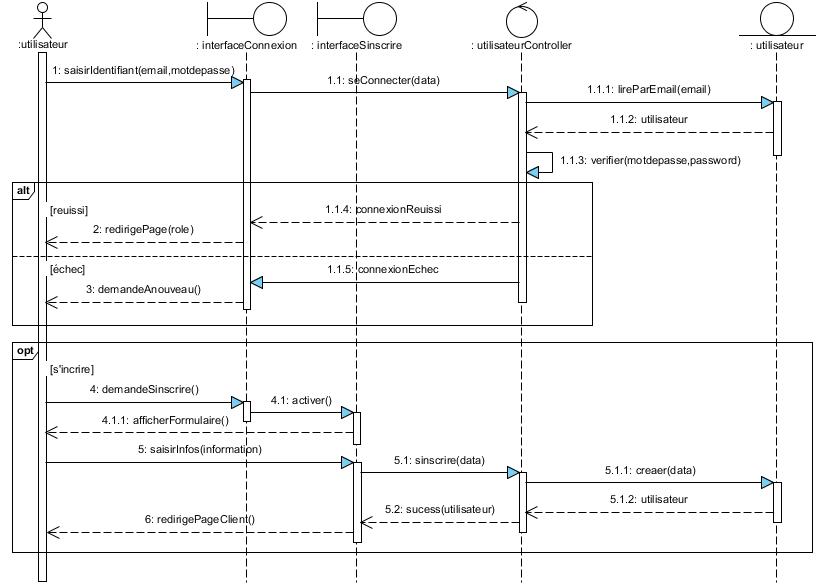 :utilisateur
: interfaceConnexion
: interfaceSinscrire
: utilisateurController
: utilisateur
1: saisirIdentifiant(email,motdepasse)
1.1: seConnecter(data)
1.1.1: lireParEmail(email)
1.1.2: utilisateur
1.1.3: verifier(motdepasse,password)
alt
[reuissi]
1.1.4: connexionReuissi
2: redirigePage(role)
[échec]
1.1.5: connexionEchec
3: demandeAnouveau()
opt
[s'incrire]
4: demandeSinscrire()
4.1: activer()
4.1.1: afficherFormulaire()
5: saisirInfos(information)
5.1: sinscrire(data)
5.1.1: creaer(data)
5.1.2: utilisateur
5.2: sucess(utilisateur)
6: redirigePageClient()